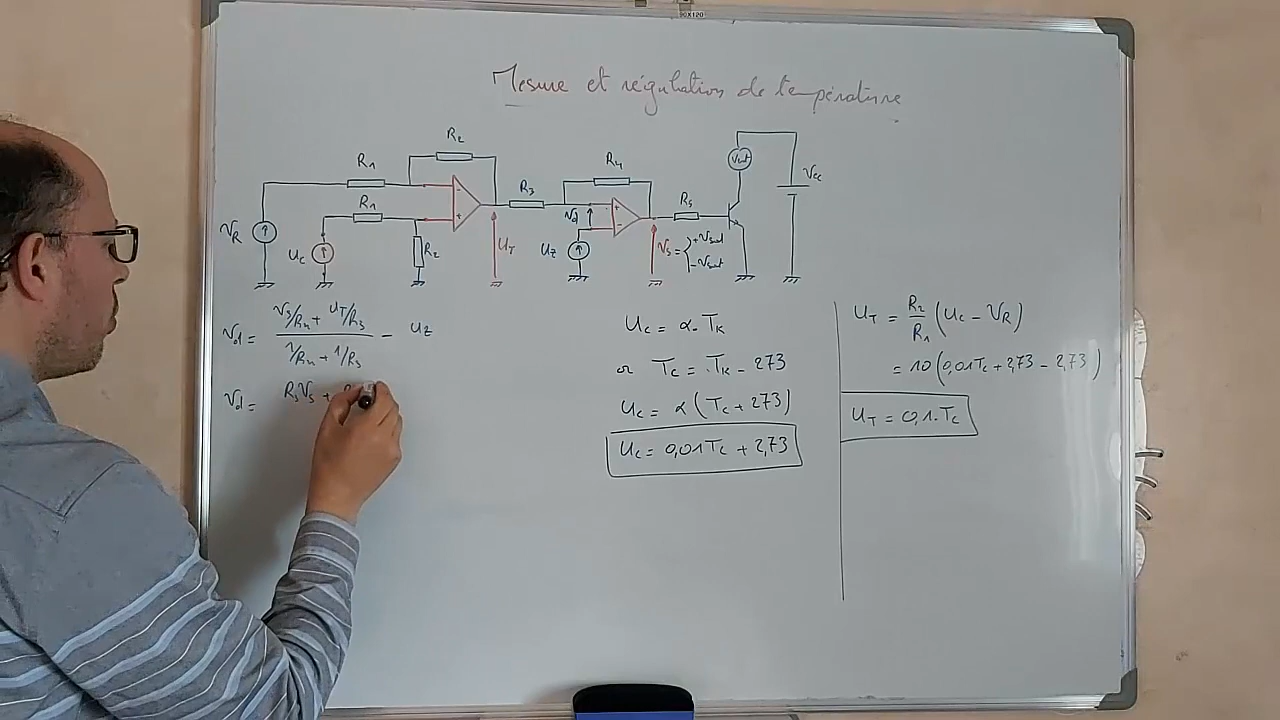 90X120
Mesure et régulation de température
R2
R1
R4
R1
R3
R5
Vcc
VR
Uc
R2
UT
Vd
Uz
Vs = { +Vsat
-Vsat
Vd = (Vs/R4 + UT/R3) / (1/R4 + 1/R3) - Uz
Vd = R3Vs +
Uc = α.TK
or Tc = TK - 273
Uc = α(Tc + 273)
Uc = 0,01Tc + 2,73
UT = R2/R1 (Uc - VR)
= 10(0,01Tc + 2,73 - 2,73)
UT = 0,1.Tc